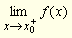 lim f(x)
x→x₀⁺